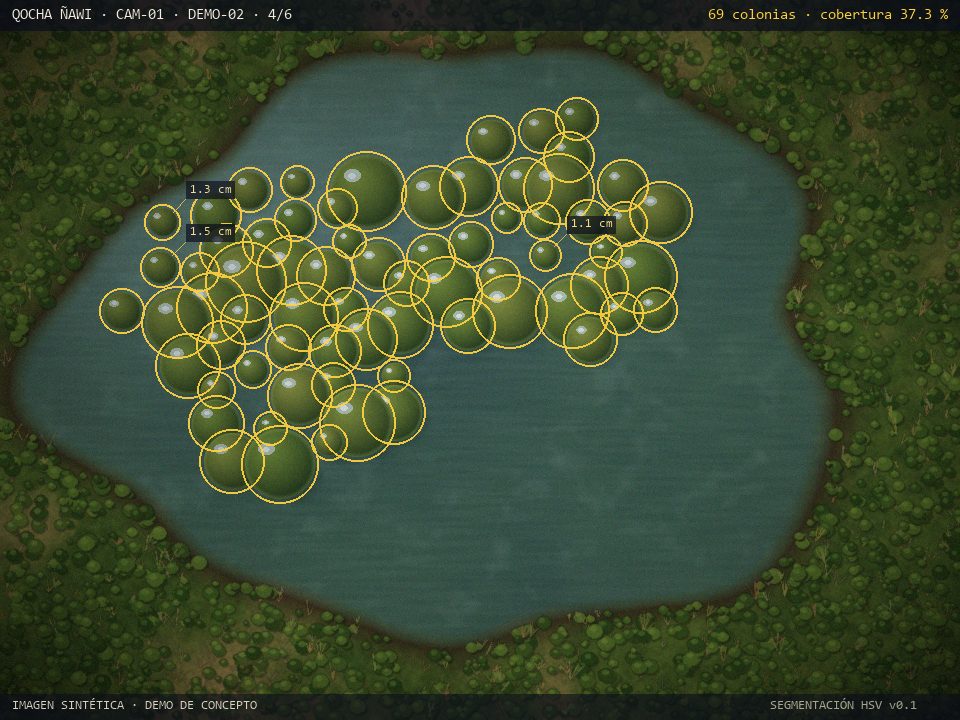 QOCHA ÑAWI · CAM-01 · DEMO-02 · 4/6
69 colonias · cobertura 37.3 %
1.3 cm
1.5 cm
1.1 cm
IMAGEN SINTÉTICA · DEMO DE CONCEPTO
SEGMENTACIÓN HSV v0.1